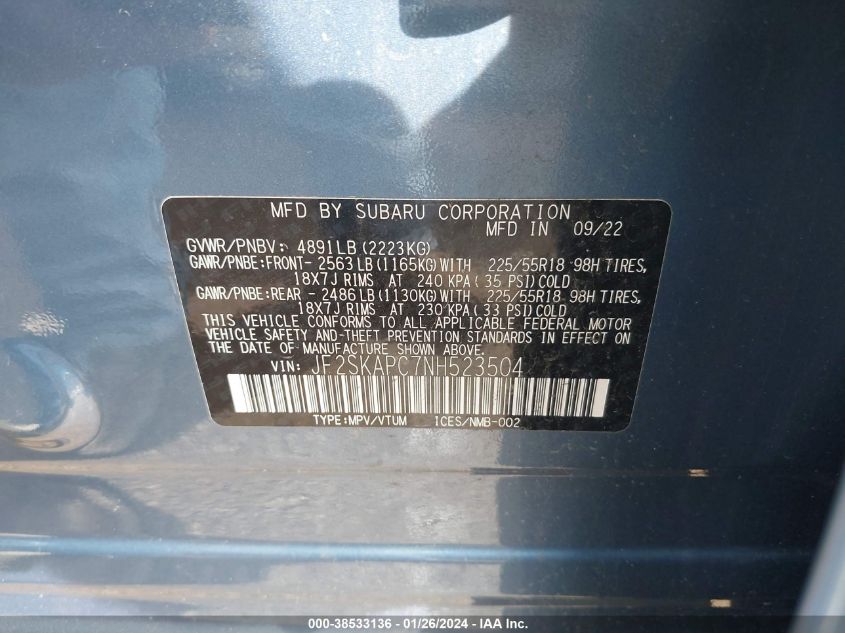 MFD BY SUBARU CORPORATION
MFD IN 09/22
GVWR/PNBV: 4891LB(2223KG)
GAWR/PNBE:FRONT- 2563LB(1165KG)WITH 225/55R18 98H TIRES,
18X7J RIMS AT 240 KPA(35 PSI)COLD
GAWR/PNBE:REAR - 2486LB(1130KG)WITH 225/55R18 98H TIRES,
18X7J RIMS AT 230 KPA(33 PSI)COLD
THIS VEHICLE CONFORMS TO ALL APPLICABLE FEDERAL MOTOR
VEHICLE SAFETY AND-THEFT PREVENTION STANDARDS IN EFFECT ON
THE DATE OF MANUFACTURE SHOWN ABOVE.
VIN: JF2SKAPC7NH523504
TYPE:MPV/VTUM ICES/NMB-002
000-38533136 - 01/26/2024 - IAA Inc.